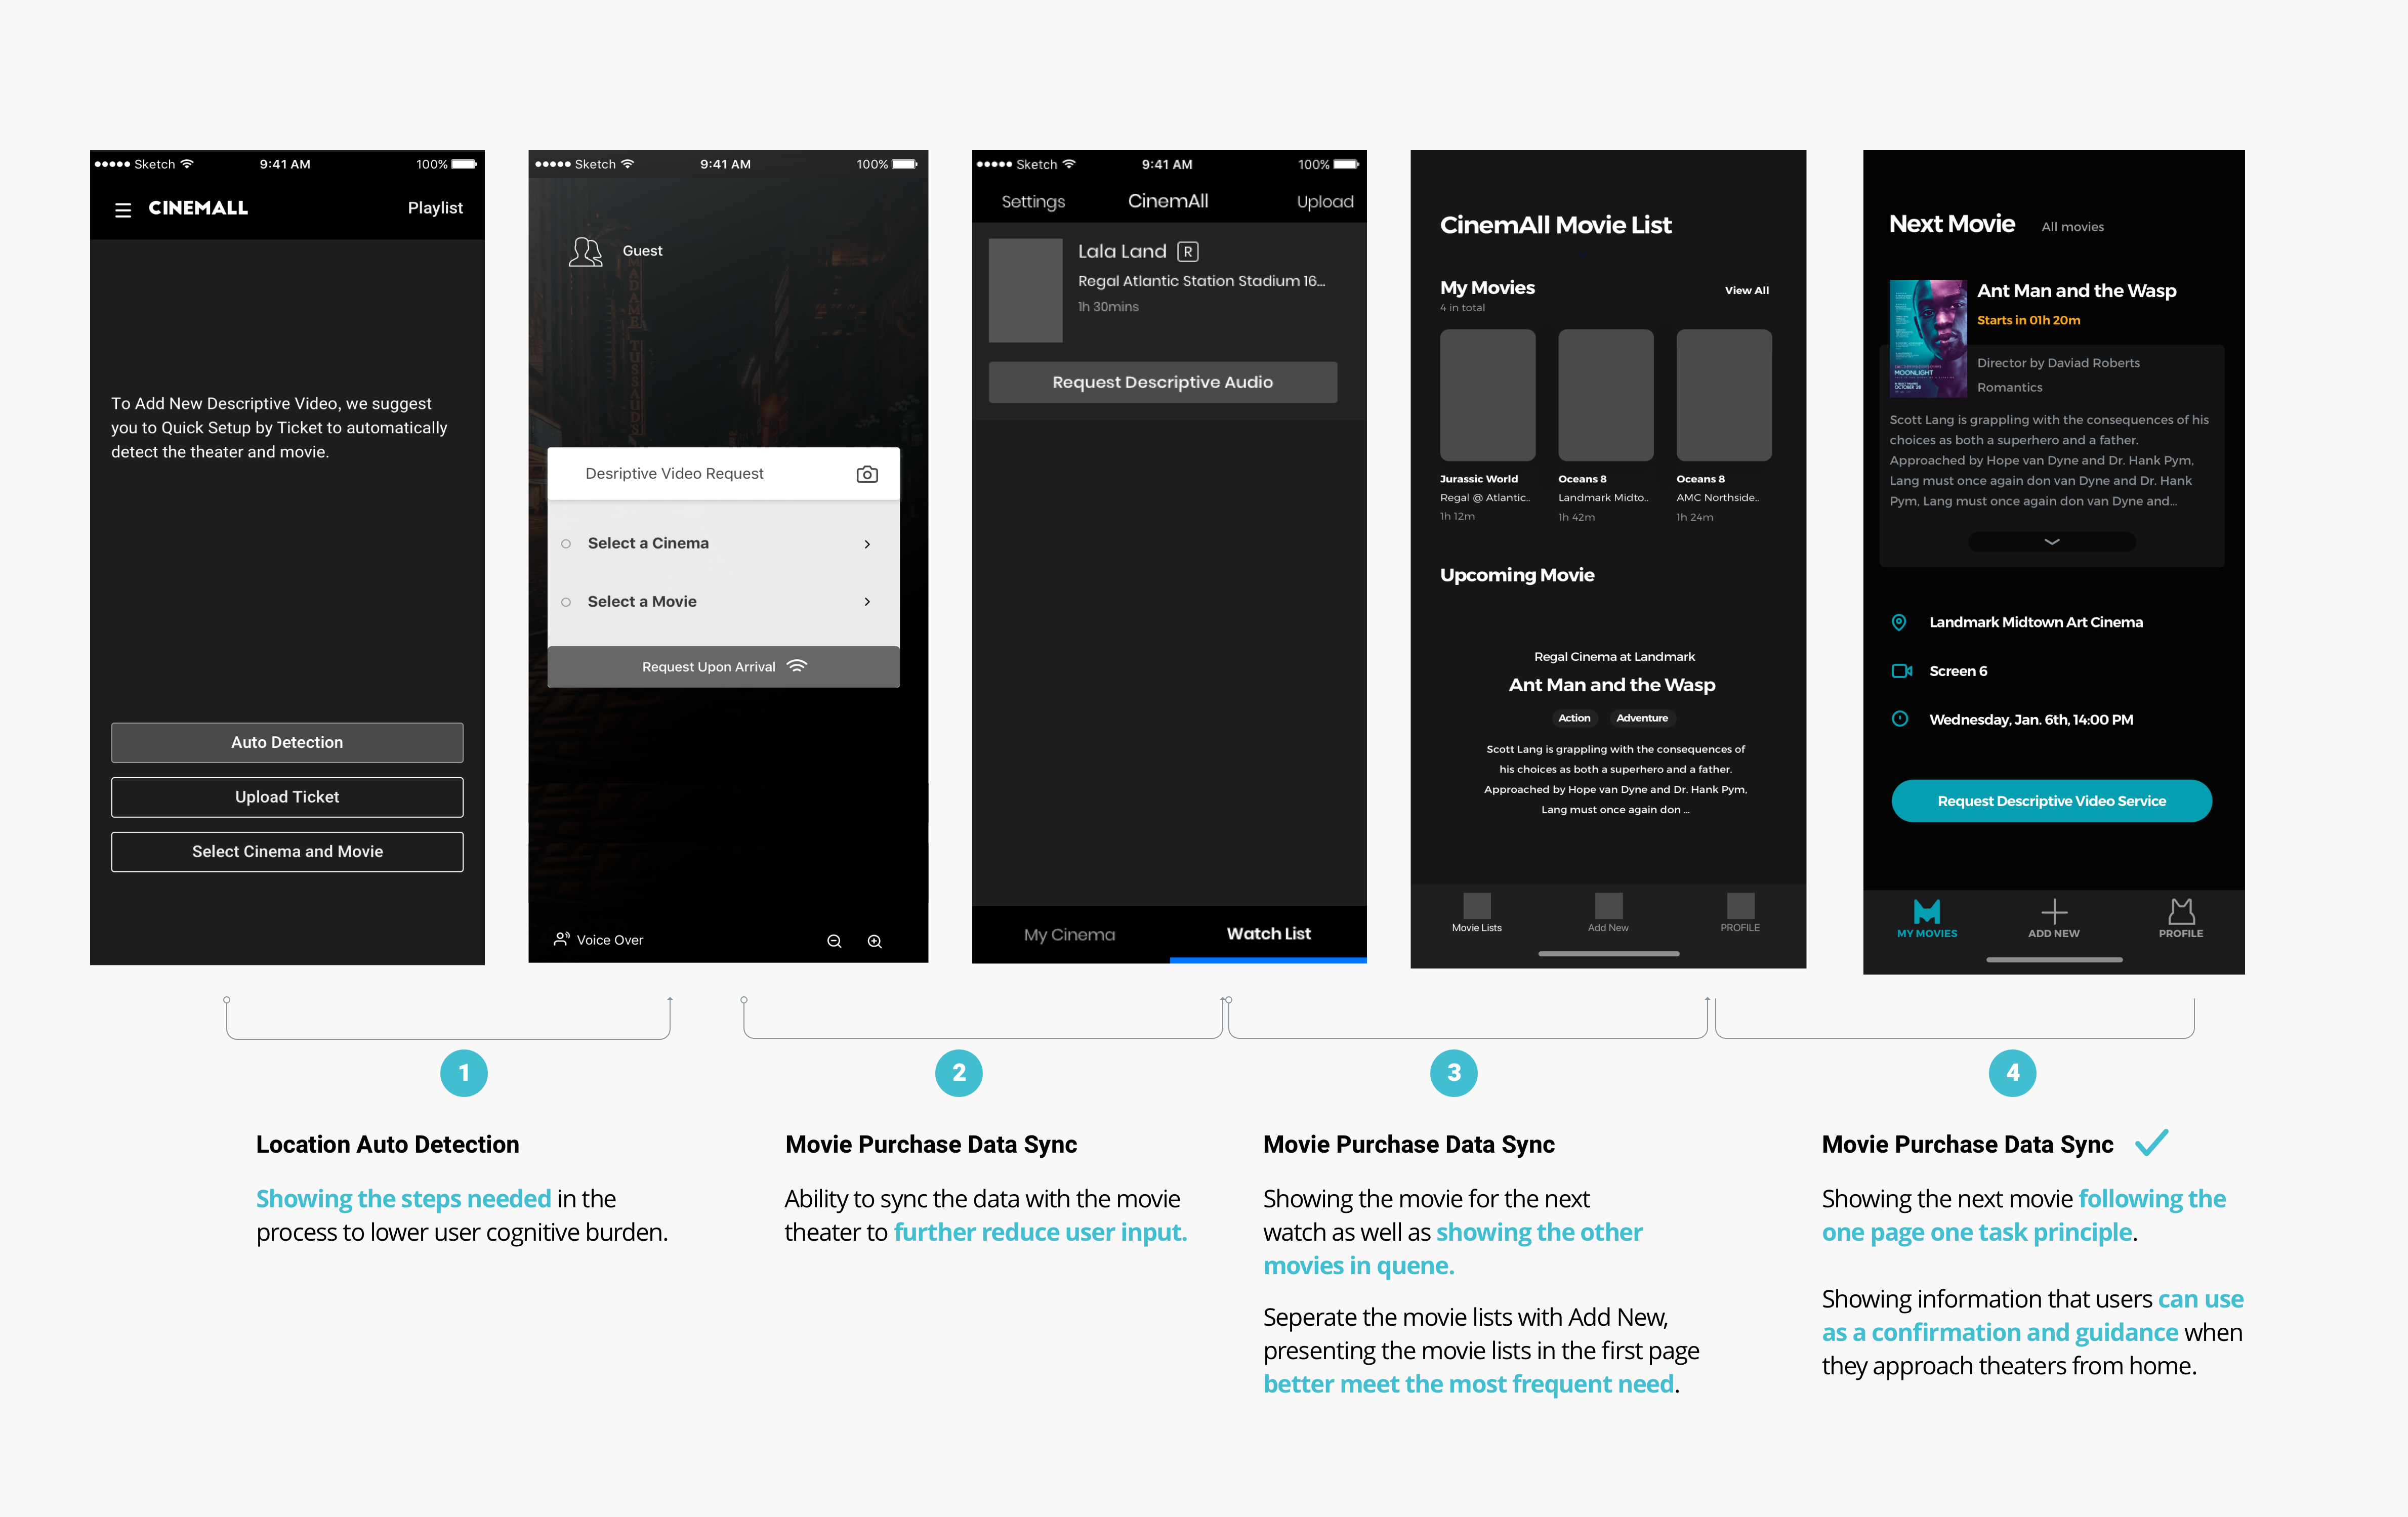 Sketch 9:41 AM 100%
CINEMALL Playlist
To Add New Descriptive Video, we suggest
you to Quick Setup by Ticket to automatically
detect the theater and movie.
Auto Detection
Upload Ticket
Select Cinema and Movie
Sketch 9:41 AM 100%
Guest
MADAME TUSSAUDS
Desriptive Video Request
Select a Cinema
Select a Movie
Request Upon Arrival
Voice Over
Sketch 9:41 AM 100%
Settings CinemAll Upload
Lala Land R
Regal Atlantic Station Stadium 16...
1h 30mins
Request Descriptive Audio
My Cinema Watch List
CinemAll Movie List
My Movies View All
4 in total
Jurassic World Oceans 8 Oceans 8
Regal @ Atlantic.. Landmark Midto.. AMC Northside..
1h 12m 1h 42m 1h 24m
Upcoming Movie
Regal Cinema at Landmark
Ant Man and the Wasp
Action Adventure
Scott Lang is grappling with the consequences of
his choices as both a superhero and a father.
Approached by Hope van Dyne and Dr. Hank Pym,
Lang must once again don ...
Movie Lists Add New PROFILE
Next Movie All movies
Ant Man and the Wasp
Starts in 01h 20m
MOONLIGHT
OCTOBER 28
Director by Daviad Roberts
Romantics
Scott Lang is grappling with the consequences of his
choices as both a superhero and a father.
Approached by Hope van Dyne and Dr. Hank Pym,
Lang must once again don van Dyne and Dr. Hank
Pym, Lang must once again don van Dyne and...
Landmark Midtown Art Cinema
Screen 6
Wednesday, Jan. 6th, 14:00 PM
Request Descriptive Video Service
MY MOVIES ADD NEW PROFILE
1
Location Auto Detection
Showing the steps needed in the
process to lower user cognitive burden.
2
Movie Purchase Data Sync
Ability to sync the data with the movie
theater to further reduce user input.
3
Movie Purchase Data Sync
Showing the movie for the next
watch as well as showing the other
movies in quene.
Seperate the movie lists with Add New,
presenting the movie lists in the first page
better meet the most frequent need.
4
Movie Purchase Data Sync
Showing the next movie following the
one page one task principle.
Showing information that users can use
as a confirmation and guidance when
they approach theaters from home.